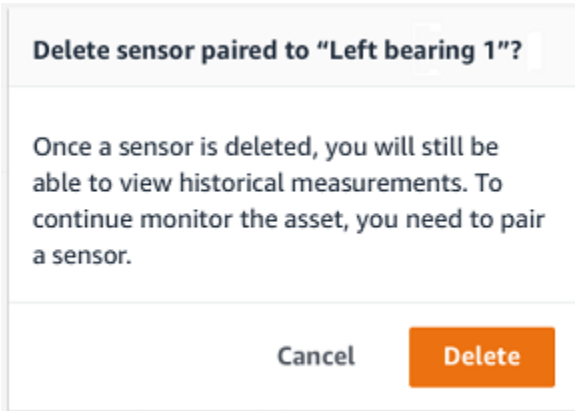 Delete sensor paired to “Left bearing 1”?
Once a sensor is deleted, you will still be
able to view historical measurements. To
continue monitor the asset, you need to pair
a sensor.
Cancel
Delete